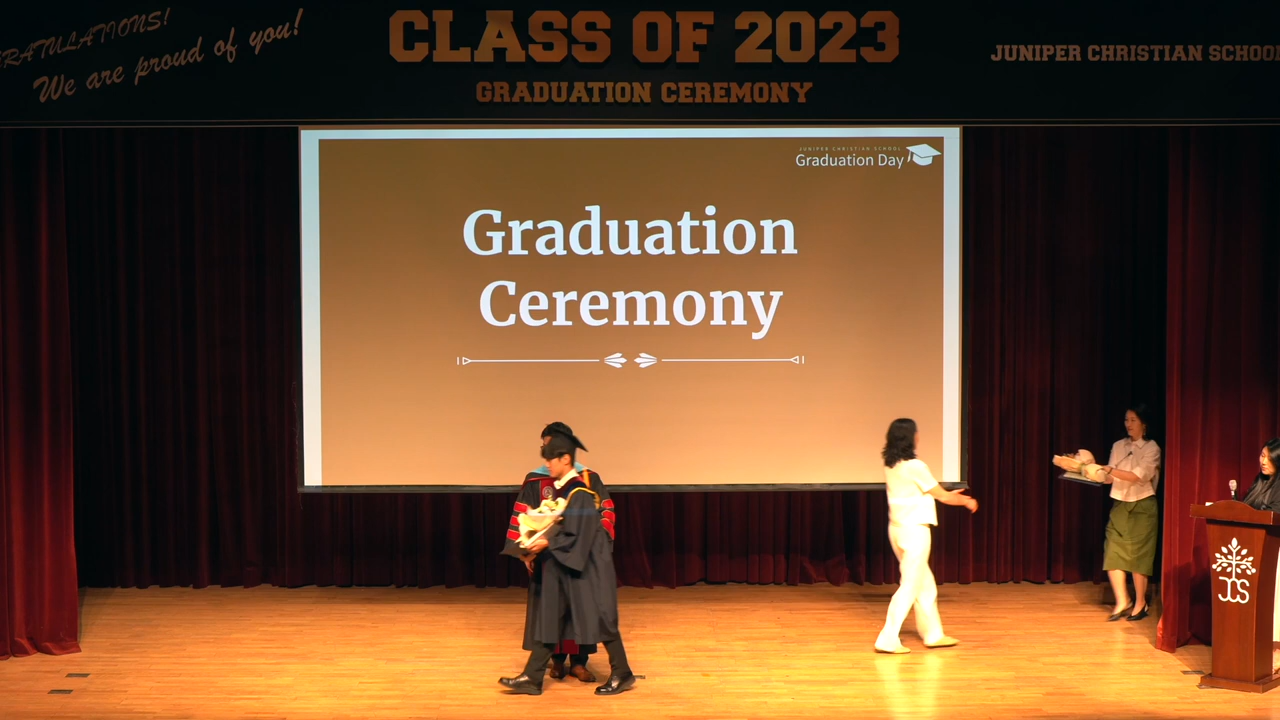 RATULATIONS!
We are proud of you!
CLASS OF 2023
GRADUATION CEREMONY
JUNIPER CHRISTIAN SCHOOL
JUNIPER CHRISTIAN SCHOOL
Graduation Day
Graduation
Ceremony
JCS